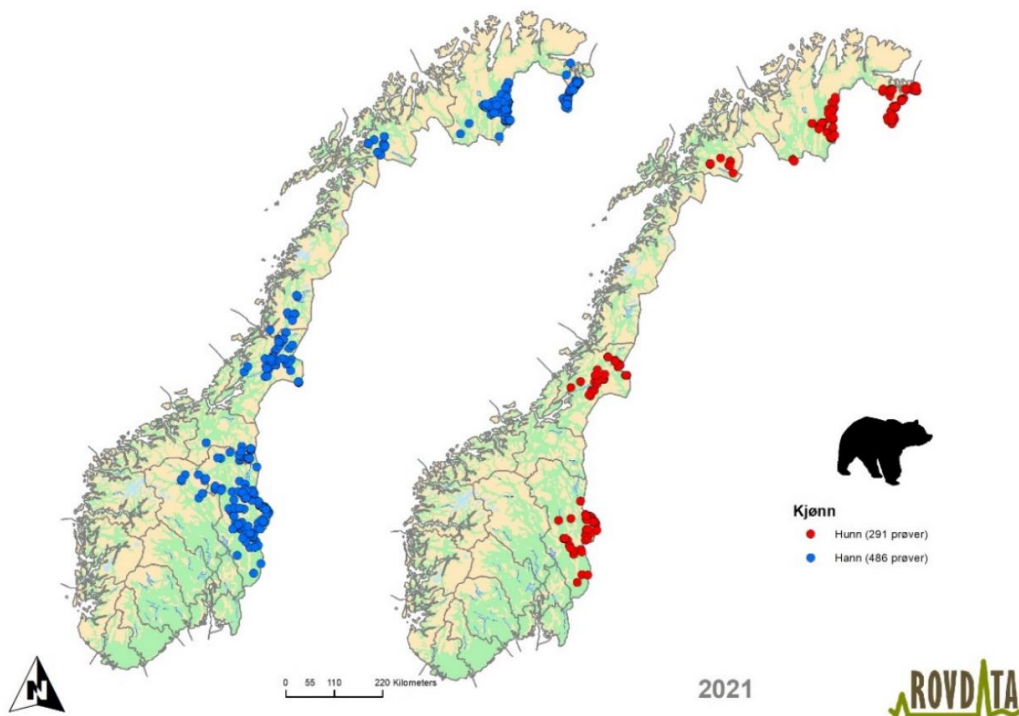 Kjønn
Hunn (291 prøver)
Hann (486 prøver)
N
0 55 110 220 Kilometers
2021
ROVDATA